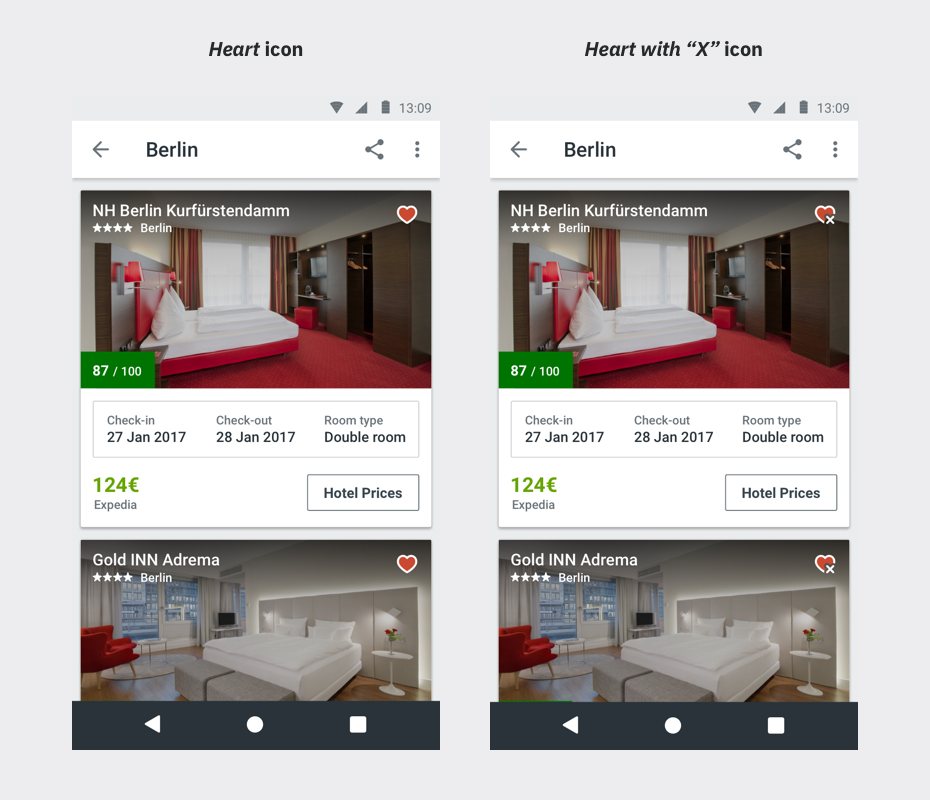 Heart icon
13:09
Berlin
NH Berlin Kurfürstendamm
Berlin
87 / 100
Check-in Check-out Room type
27 Jan 2017 28 Jan 2017 Double room
124€
Expedia
Hotel Prices
Gold INN Adrema
Berlin
Heart with “X” icon
13:09
Berlin
NH Berlin Kurfürstendamm
Berlin
87 / 100
Check-in Check-out Room type
27 Jan 2017 28 Jan 2017 Double room
124€
Expedia
Hotel Prices
Gold INN Adrema
Berlin